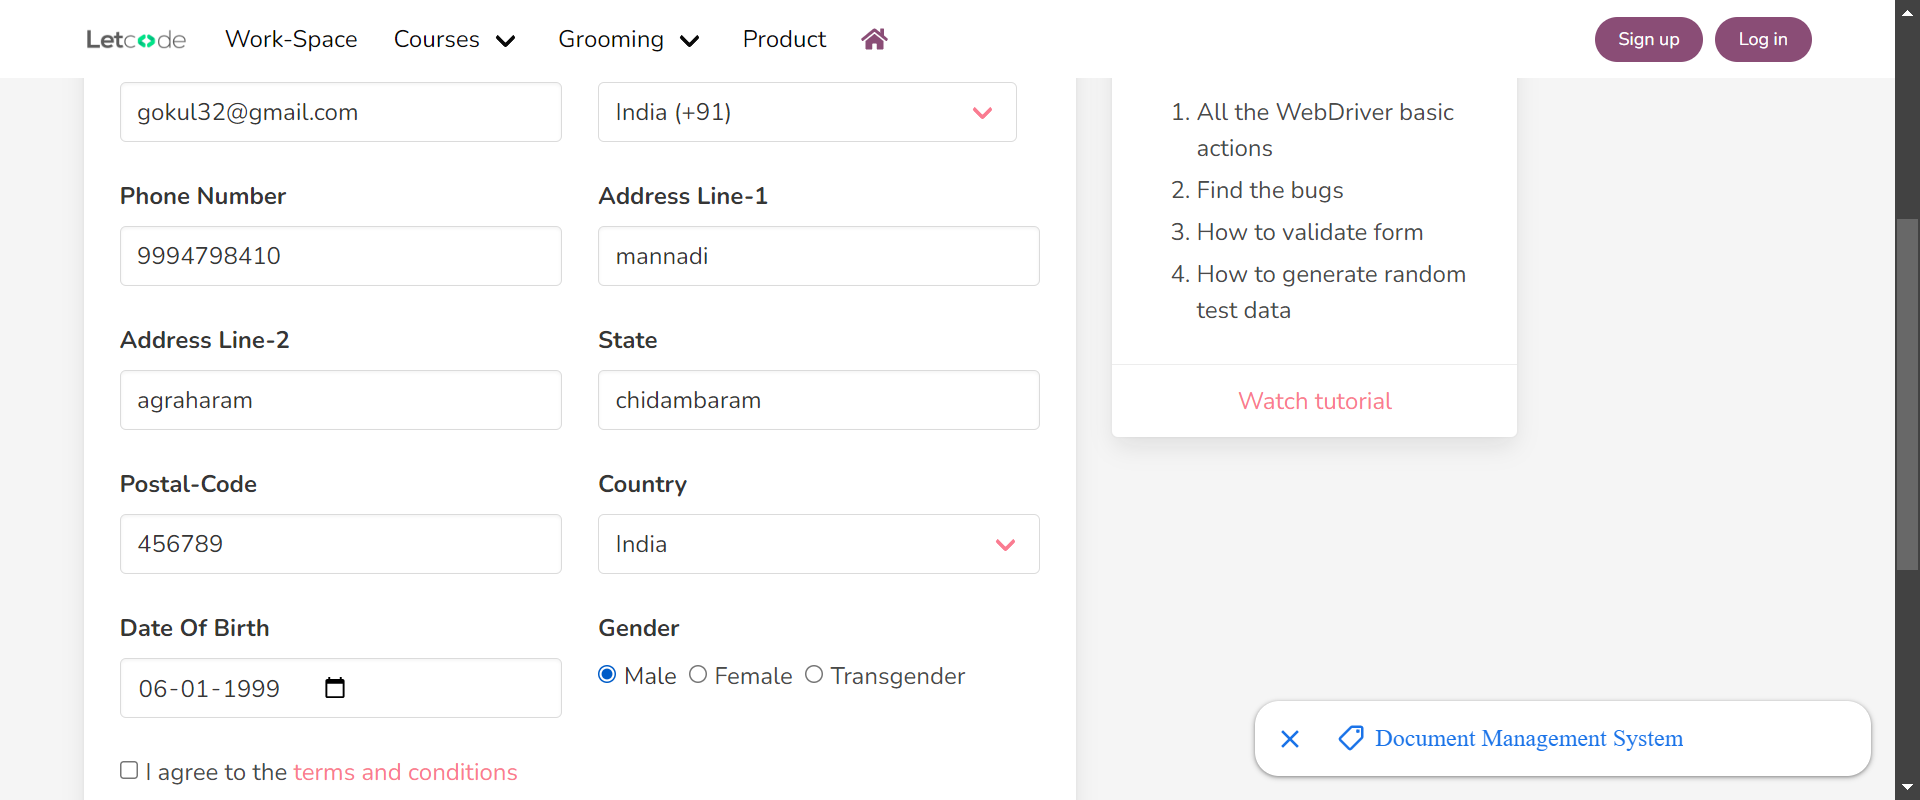 Letcode Work-Space Courses Grooming Product Sign up Log in
gokul32@gmail.com India (+91)
Phone Number Address Line-1
9994798410 mannadi
Address Line-2 State
agraharam chidambaram
Postal-Code Country
456789 India
Date Of Birth Gender
06-01-1999 Male Female Transgender
I agree to the terms and conditions
1. All the WebDriver basic
actions
2. Find the bugs
3. How to validate form
4. How to generate random
test data
Watch tutorial
Document Management System